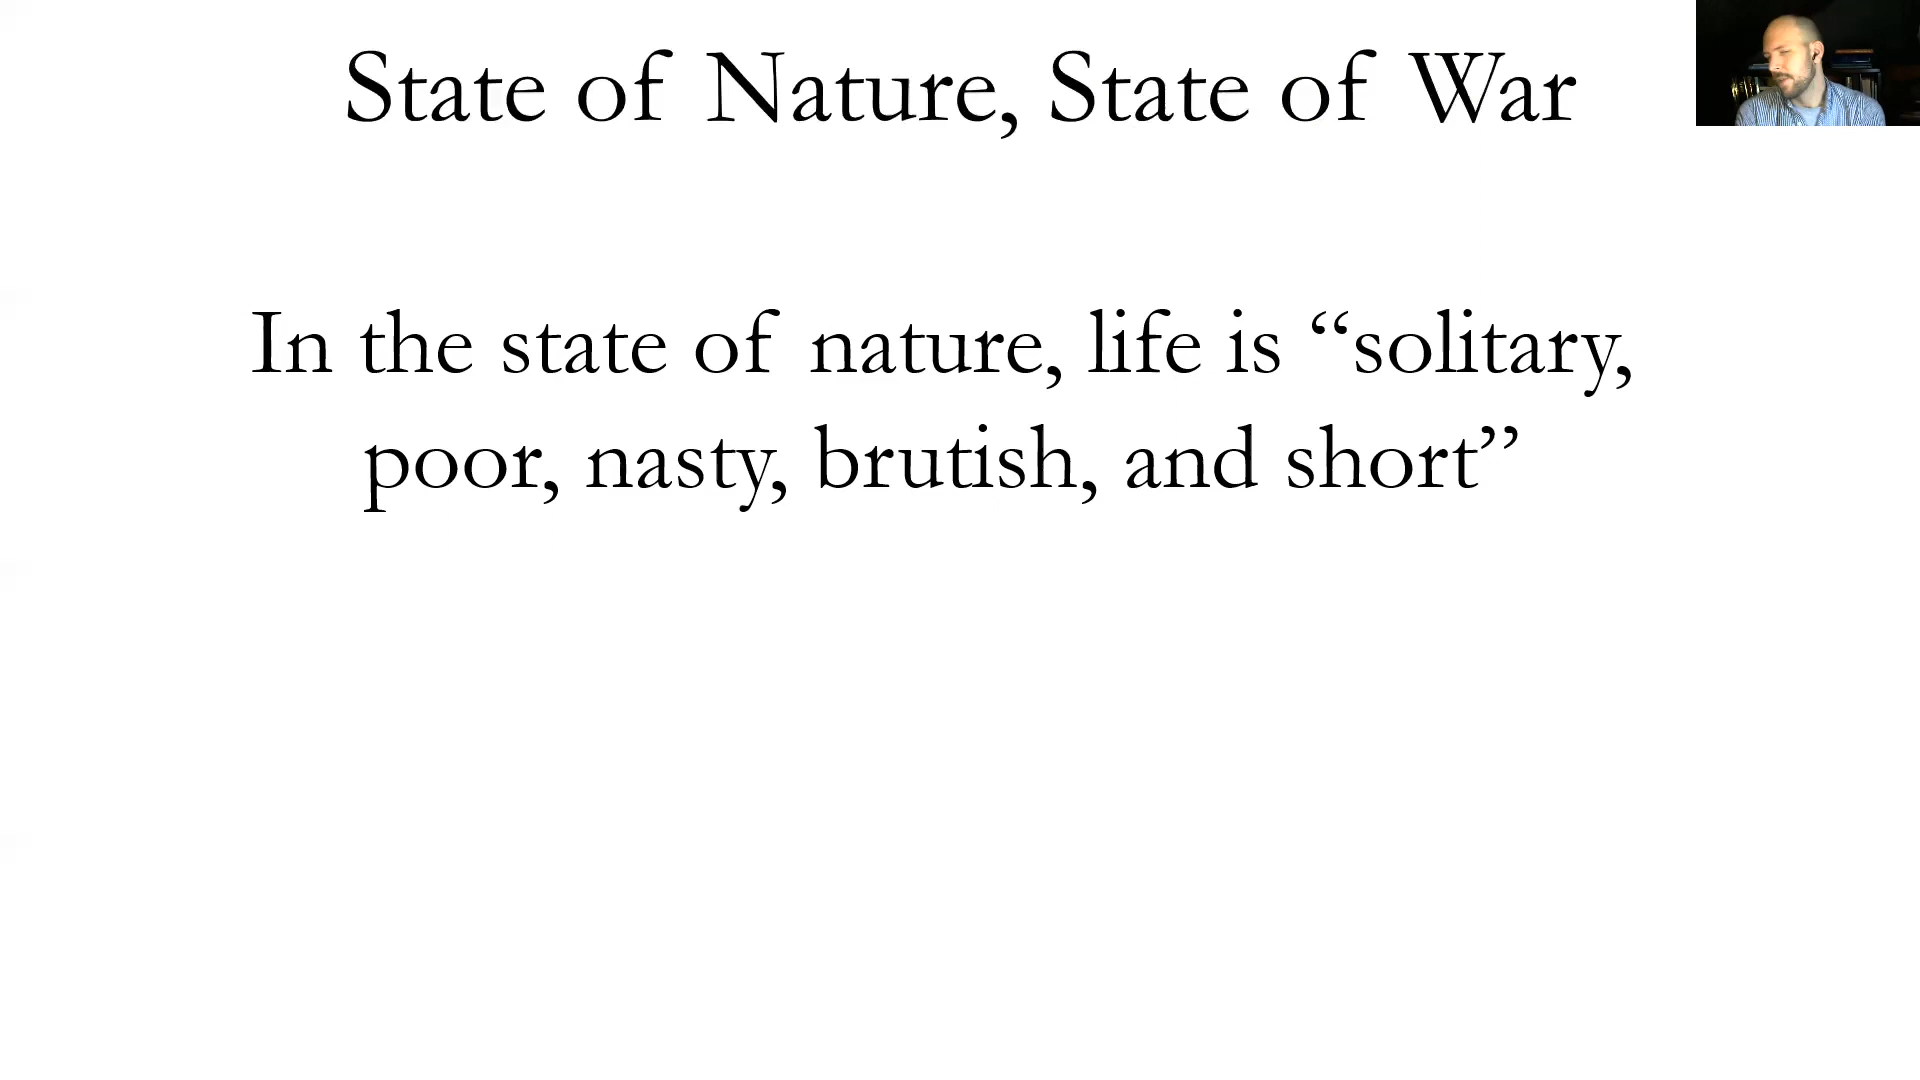 State of Nature, State of War
In the state of nature, life is “solitary,
poor, nasty, brutish, and short”